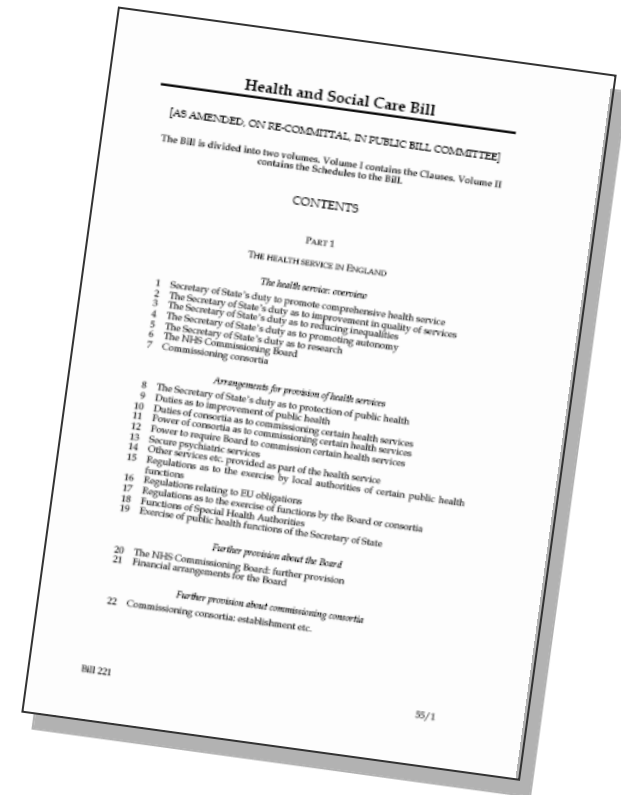 Health and Social Care Bill
[AS AMENDED, ON RE-COMMITTAL, IN PUBLIC BILL COMMITTEE]
The Bill is divided into two volumes. Volume I contains the Clauses. Volume II
contains the Schedules to the Bill.
CONTENTS
PART 1
THE HEALTH SERVICE IN ENGLAND
The health service: overview
1 Secretary of State's duty to promote comprehensive health service
2 The Secretary of State's duty as to improvement in quality of services
3 The Secretary of State's duty as to reducing inequalities
4 The Secretary of State's duty as to promoting autonomy
5 The Secretary of State's duty as to research
6 The NHS Commissioning Board
7 Commissioning consortia
Arrangements for provision of health services
8 The Secretary of State's duty as to protection of public health
9 Duties as to improvement of public health
10 Duties of consortia as to commissioning certain health services
11 Power of consortia as to commissioning certain health services
12 Power to require Board to commission certain health services
13 Secure psychiatric services
14 Other services etc. provided as part of the health service
15 Regulations as to the exercise by local authorities of certain public health
functions
16 Regulations relating to EU obligations
17 Regulations as to the exercise of functions by the Board or consortia
18 Functions of Special Health Authorities
19 Exercise of public health functions of the Secretary of State
Further provision about the Board
20 The NHS Commissioning Board: further provision
21 Financial arrangements for the Board
Further provision about commissioning consortia
22 Commissioning consortia: establishment etc.
Bill 221
55/1